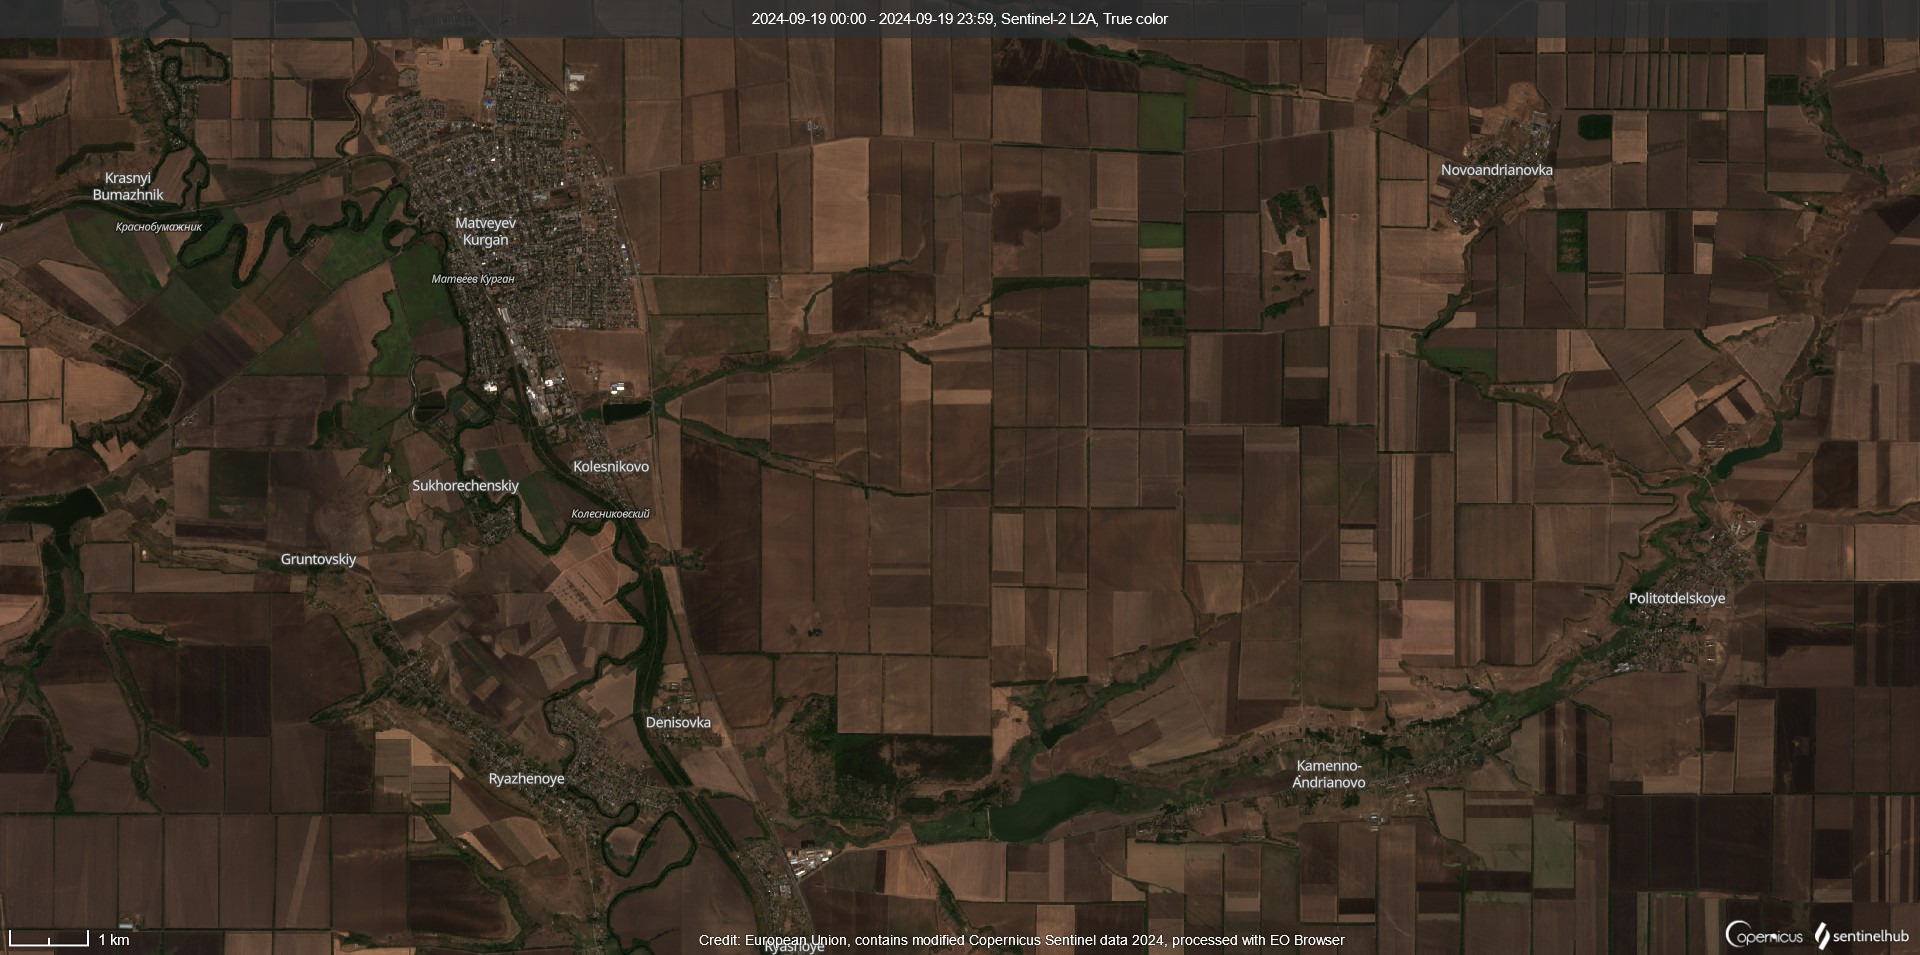 2024-09-19 00:00 - 2024-09-19 23:59, Sentinel-2 L2A, True color
Novoandrianovka
Krasnyi
Bumazhnik
Краснобумажник
Matveyev
Kurgan
Матвеев Курган
Kolesnikovo
Sukhorechenskiy
Колесниковский
Gruntovskiy
Politotdelskoye
Denisovka
Ryazhenoye
Kamenno-
Andrianovo
1 km
Credit: European Union, contains modified Copernicus Sentinel data 2024, processed with EO Browser
Copernicus
sentinelhub